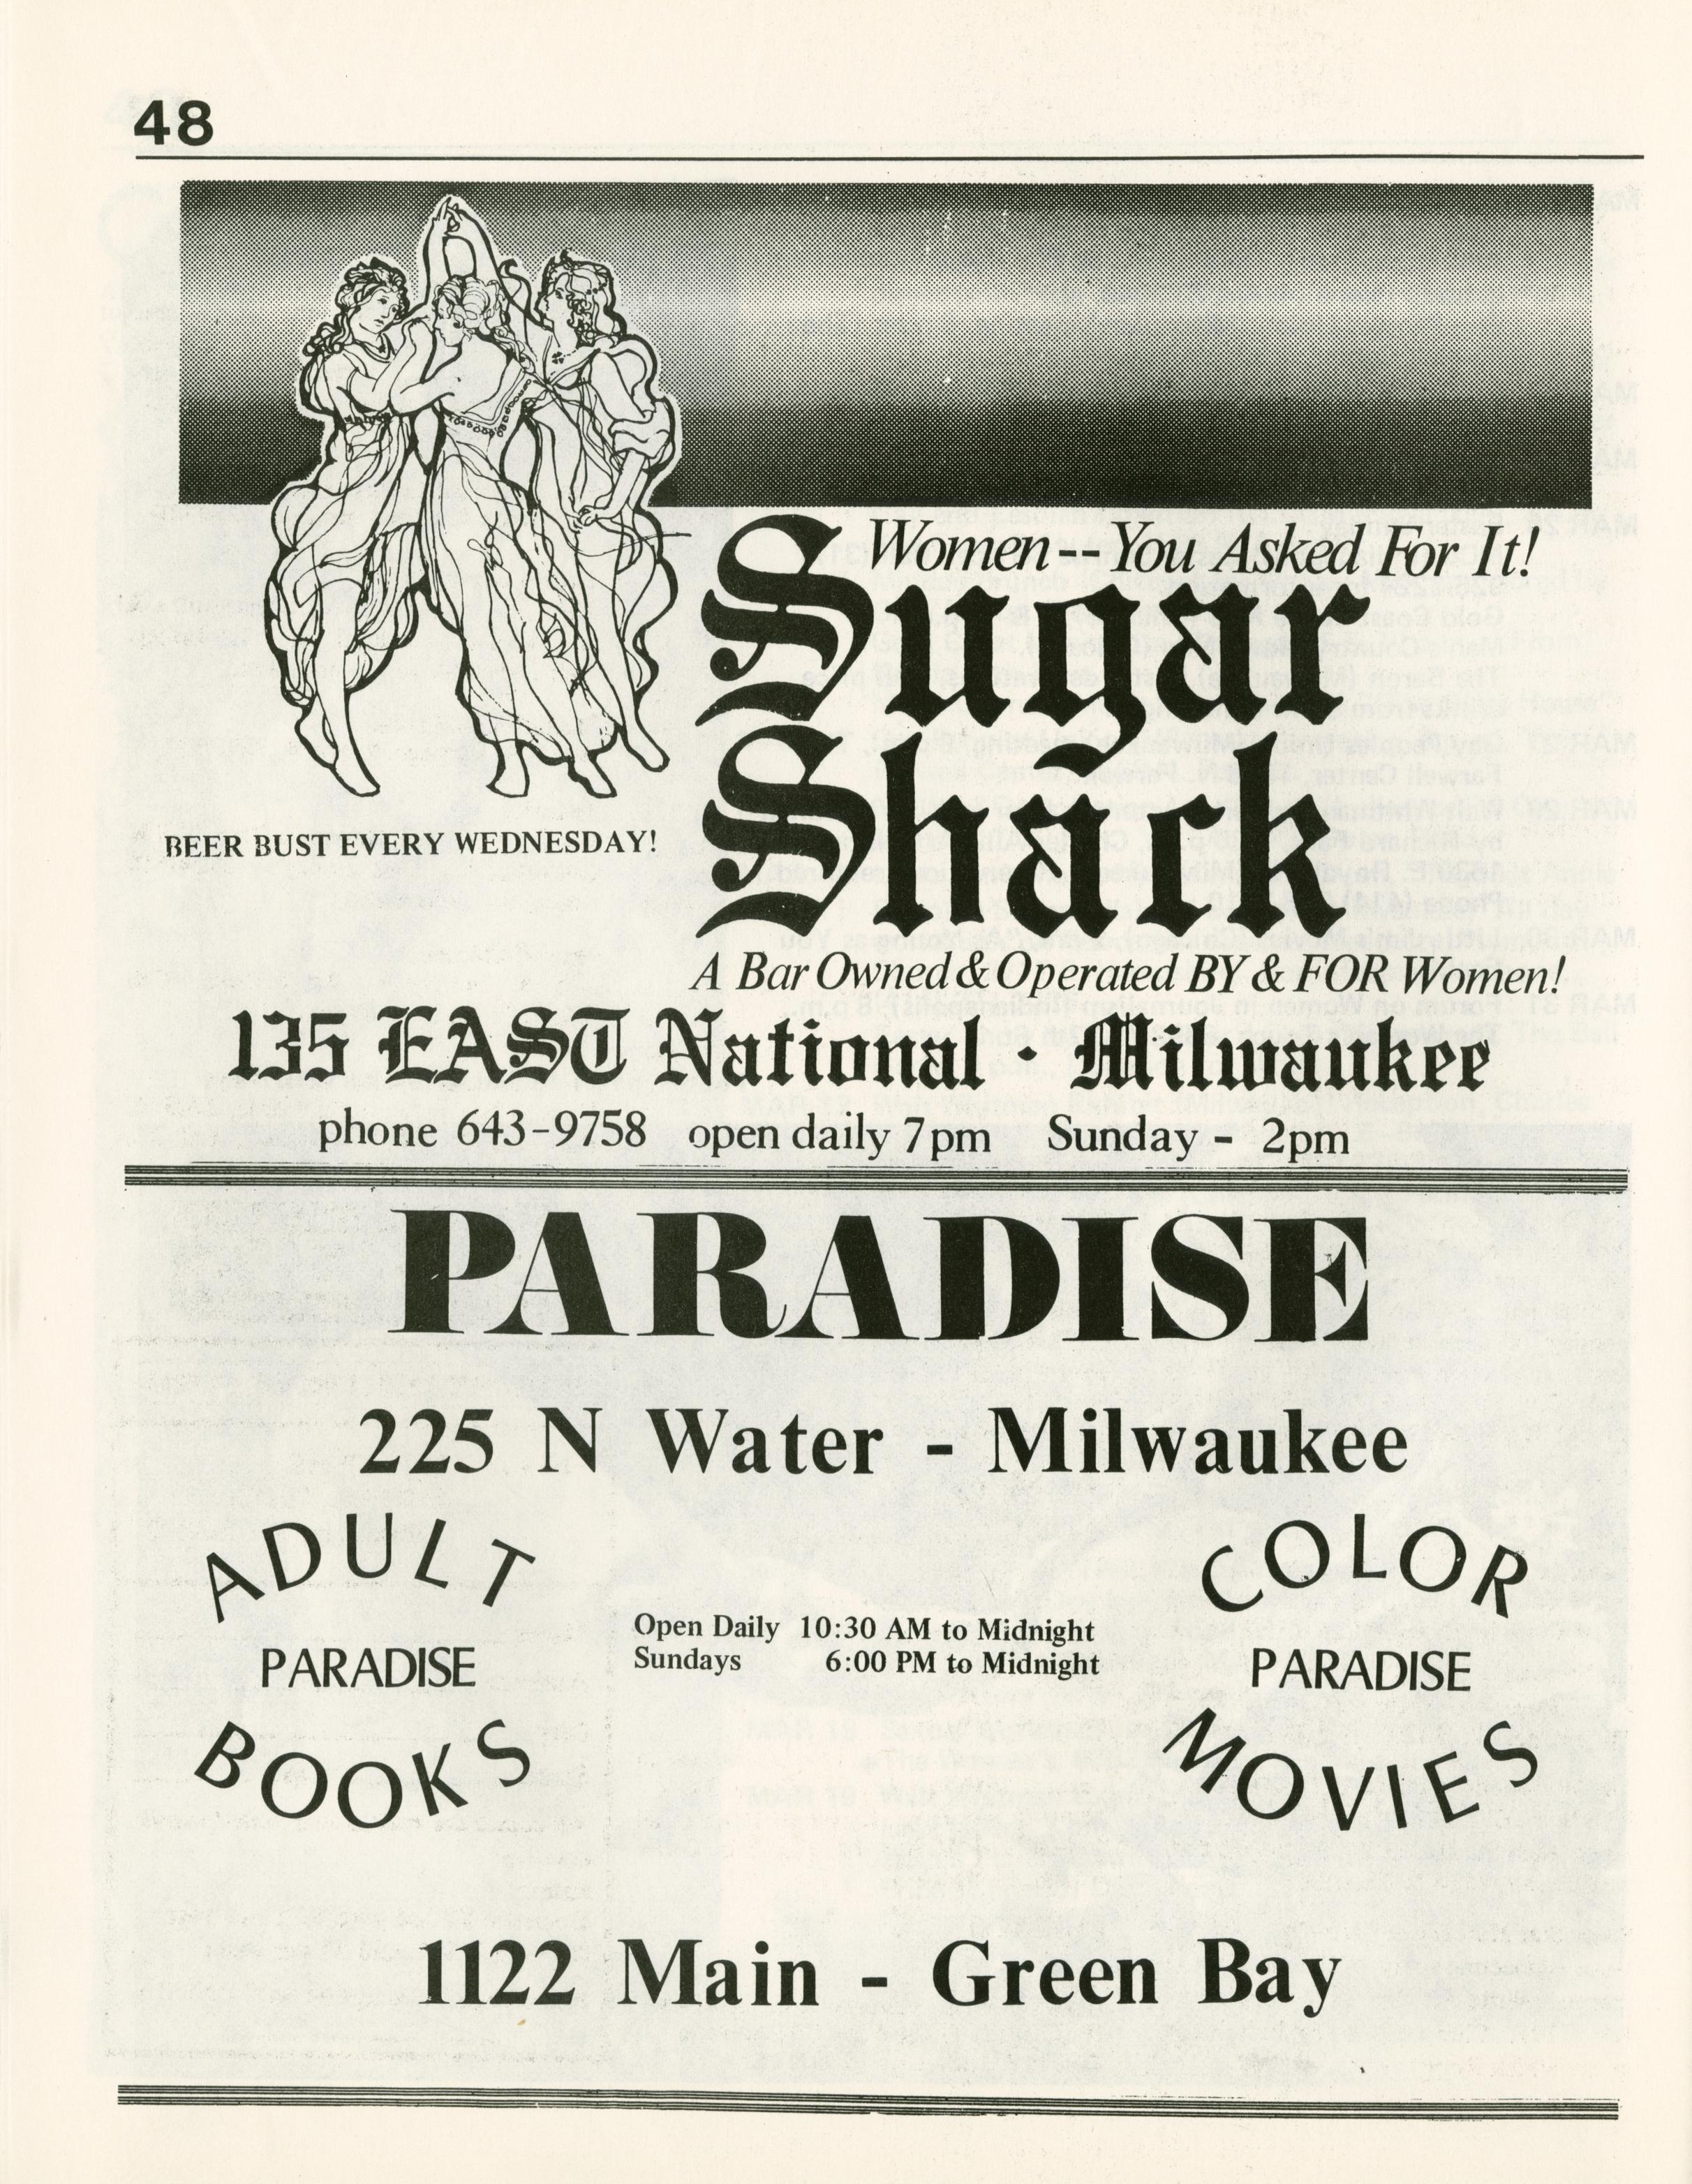 48
Women--You Asked For It!
Sugar
Shack
BEER BUST EVERY WEDNESDAY!
A Bar Owned & Operated BY & FOR Women!
135 EAST National · Milwaukee
phone 643-9758 open daily 7pm Sunday - 2pm
PARADISE
225 N Water - Milwaukee
ADULT
PARADISE
BOOKS
Open Daily 10:30 AM to Midnight
Sundays 6:00 PM to Midnight
COLOR
PARADISE
MOVIES
1122 Main - Green Bay